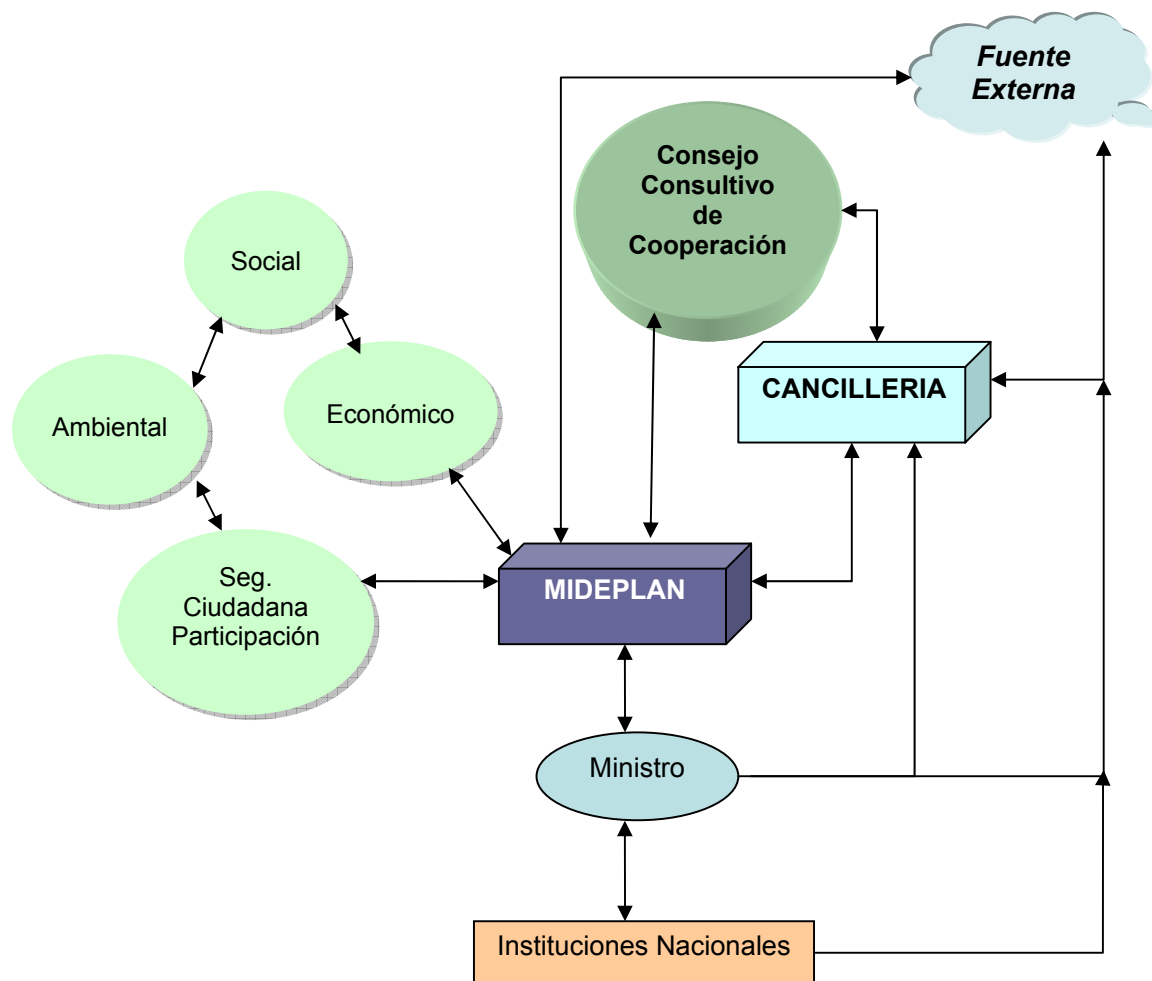 Fuente
Externa
Consejo
Consultivo
de
Cooperación
Social
Económico
Ambiental
CANCILLERIA
Seg.
Ciudadana
Participación
MIDEPLAN
Ministro
Instituciones Nacionales